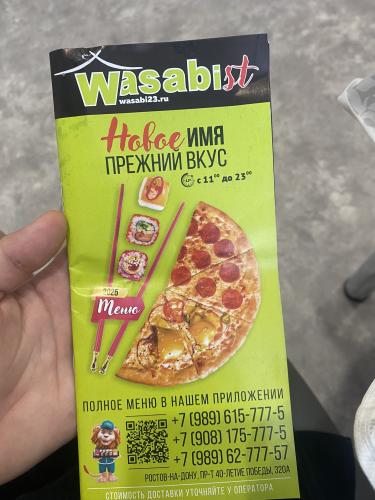 Wasabist
wasabi23.ru
Новое ИМЯ
ПРЕЖНИЙ ВКУС
с 11⁰⁰ до 23⁰⁰
Меню
ПОЛНОЕ МЕНЮ В НАШЕМ ПРИЛОЖЕНИИ
+7 (989) 615-777-5
+7 (908) 175-777-5
+7 (989) 62-777-57
РОСТОВ-НА-ДОНУ, ПР-Т 40-ЛЕТИЕ ПОБЕДЫ, 320А
СТОИМОСТЬ ДОСТАВКИ УТОЧНЯЙТЕ У ОПЕРАТОРА